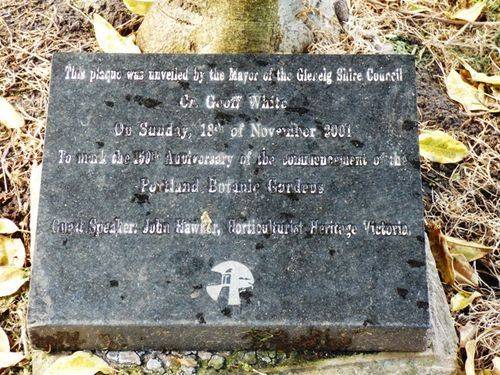 This plaque was unveiled by the Mayor of the Glenelg Shire Council
Cr. Geoff White
On Sunday, 18th of November 2001
To mark the 150th Anniversary of the commencement of the
Portland Botanic Gardens
Guest Speaker: John Hawker, Horticulturist Heritage Victoria.